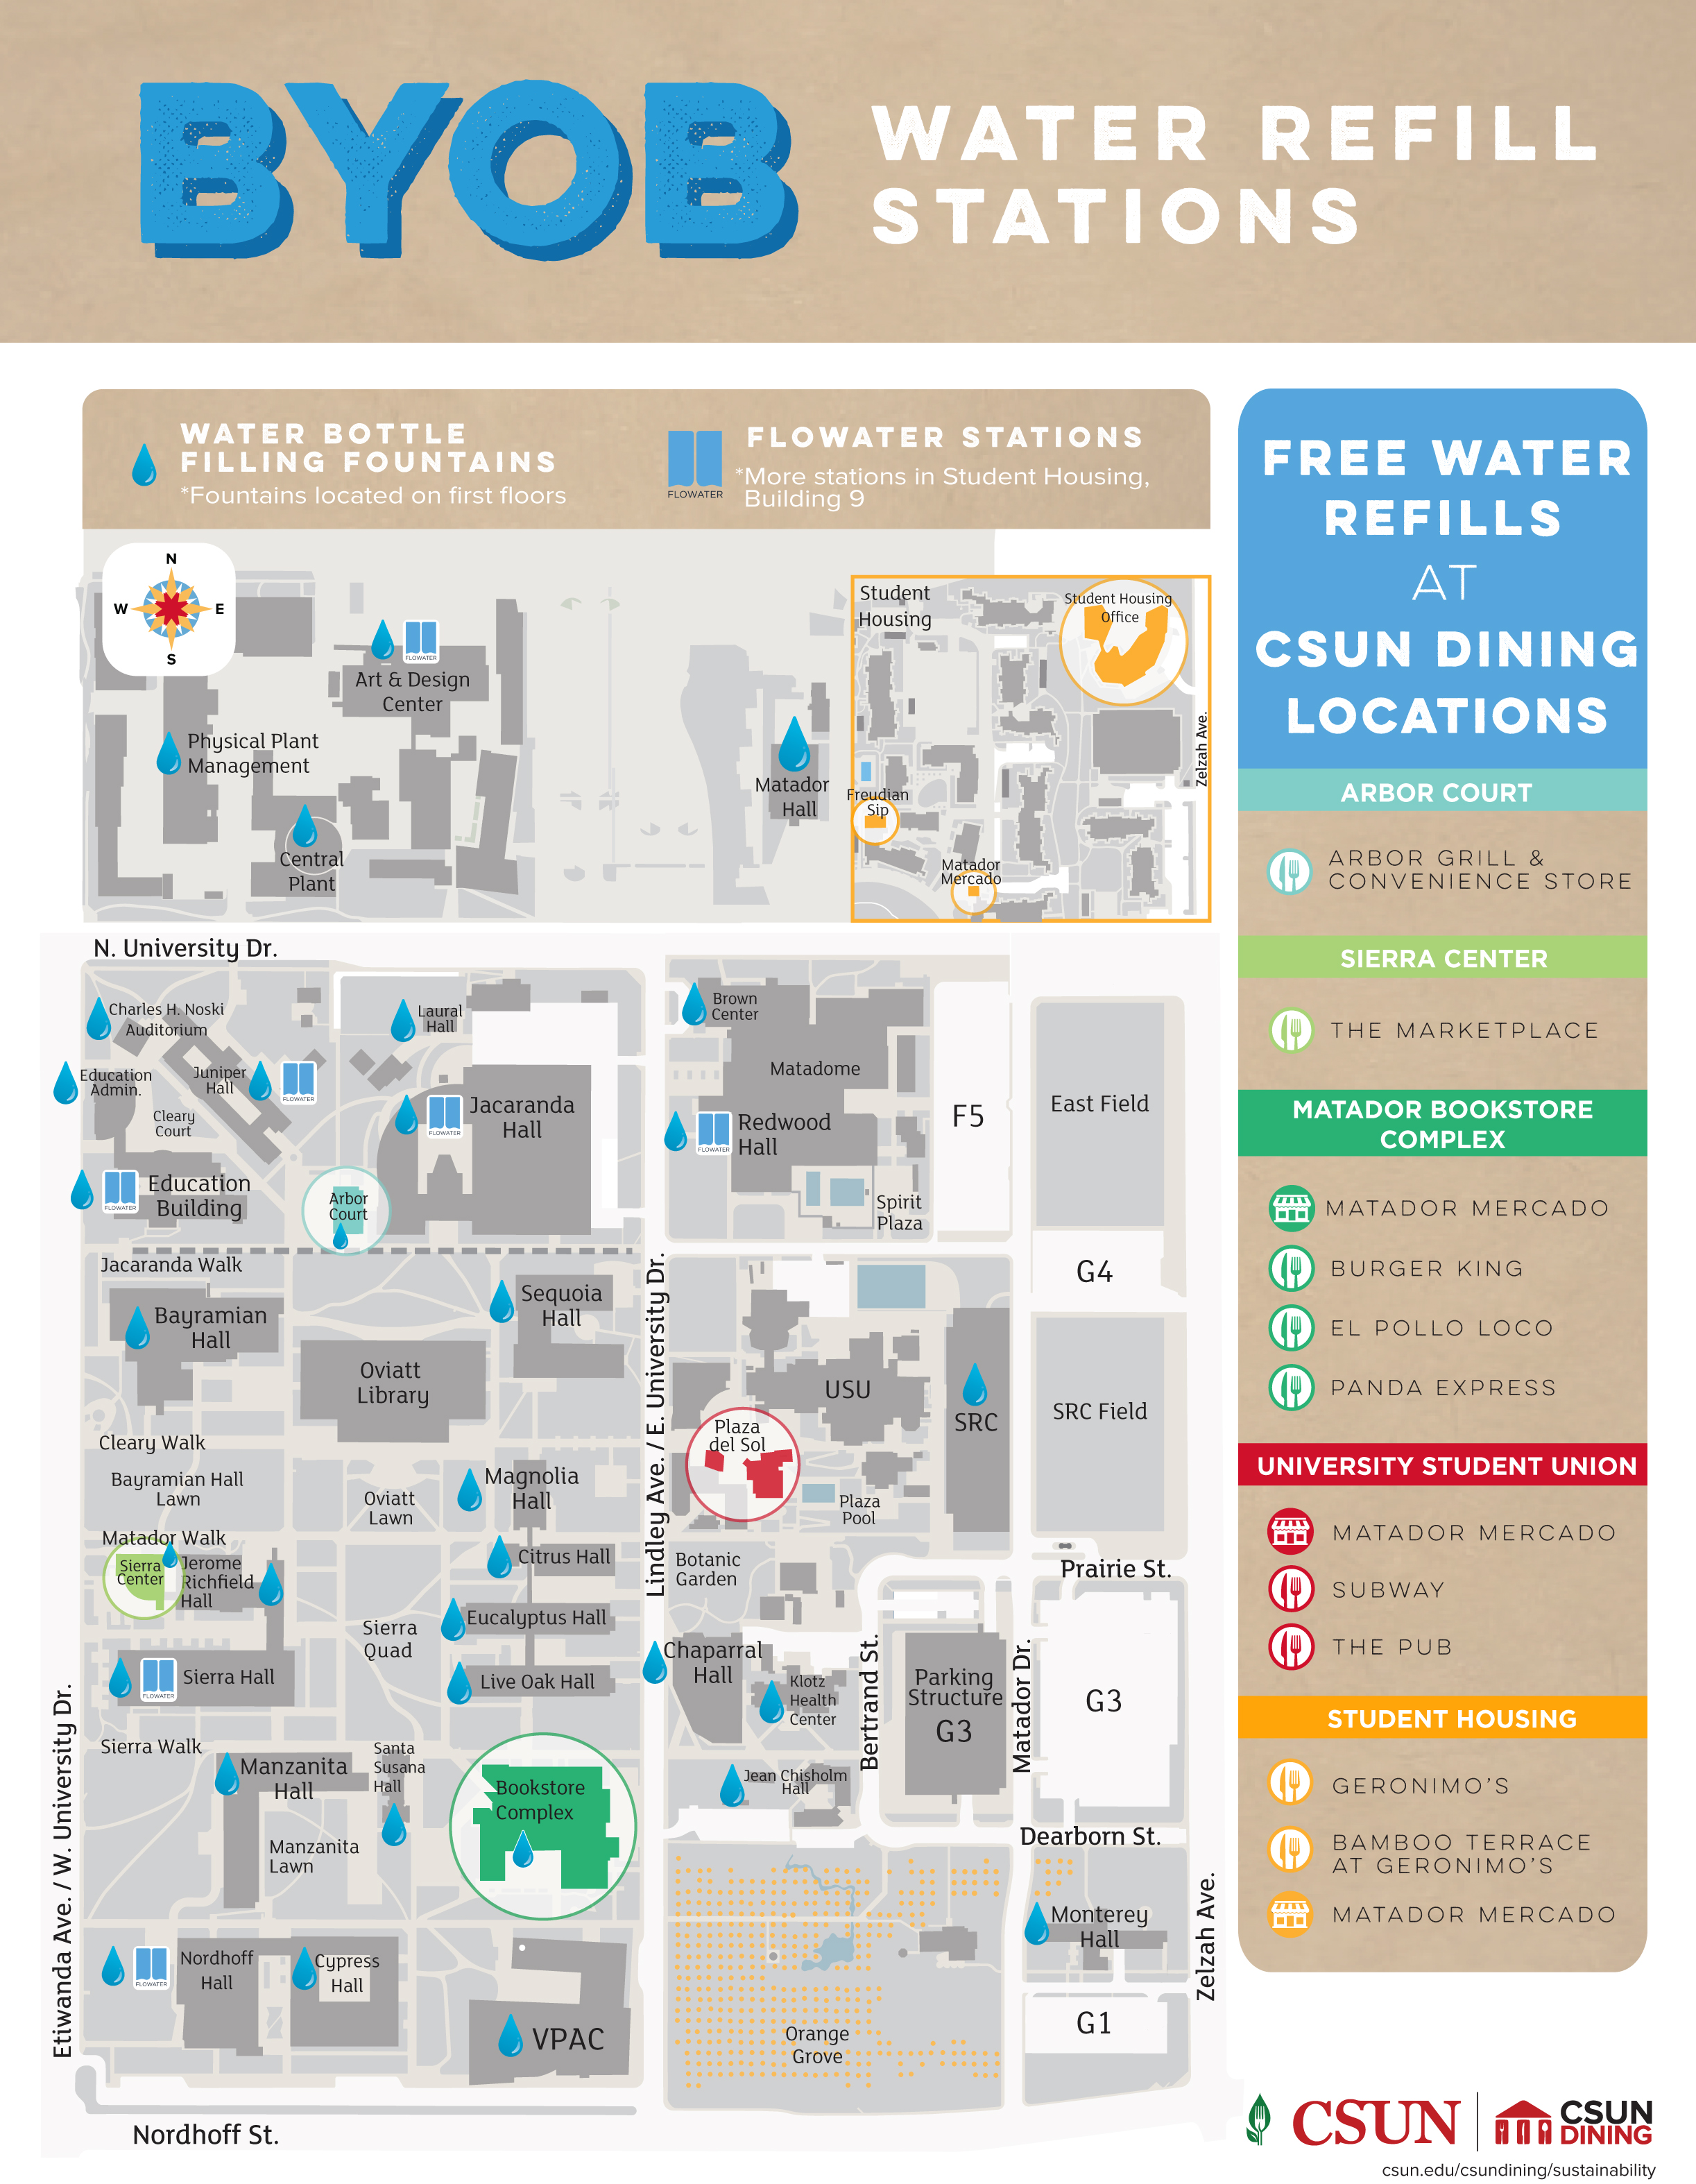 BYOB
WATER REFILL
STATIONS
WATER BOTTLE
FILLING FOUNTAINS
*Fountains located on first floors
FLOWATER
FLOWATER STATIONS
*More stations in Student Housing,
Building 9
N
W
E
S
FLOWATER
Art & Design
Center
Physical Plant
Management
Central
Plant
Matador
Hall
Student
Housing
Student Housing
Office
Zelzah Ave.
Freudian
Sip
Matador
Mercado
N. University Dr.
Charles H. Noski
Auditorium
Laural
Hall
Education
Admin.
Juniper
Hall
FLOWATER
Cleary
Court
FLOWATER
Jacaranda
Hall
FLOWATER
Education
Building
Arbor
Court
Brown
Center
Matadome
FLOWATER
Redwood
Hall
Spirit
Plaza
F5
East Field
Jacaranda Walk
Bayramian
Hall
Sequoia
Hall
Oviatt
Library
Lindley Ave. / E. University Dr.
G4
USU
SRC
SRC Field
Plaza
del Sol
Plaza
Pool
Cleary Walk
Bayramian Hall
Lawn
Oviatt
Lawn
Magnolia
Hall
Matador Walk
Sierra
Center
Jerome
Richfield
Hall
Citrus Hall
Botanic
Garden
Prairie St.
Sierra
Quad
Eucalyptus Hall
Chaparral
Hall
FLOWATER
Sierra Hall
Live Oak Hall
Klotz
Health
Center
Bertrand St.
Parking
Structure
G3
Matador Dr.
G3
Etiwanda Ave. / W. University Dr.
Sierra Walk
Manzanita
Hall
Santa
Susana
Hall
Bookstore
Complex
Jean Chisholm
Hall
Manzanita
Lawn
Dearborn St.
FLOWATER
Nordhoff
Hall
Cypress
Hall
VPAC
Orange
Grove
Monterey
Hall
G1
Zelzah Ave.
Nordhoff St.
FREE WATER
REFILLS
AT
CSUN DINING
LOCATIONS
ARBOR COURT
ARBOR GRILL &
CONVENIENCE STORE
SIERRA CENTER
THE MARKETPLACE
MATADOR BOOKSTORE
COMPLEX
MATADOR MERCADO
BURGER KING
EL POLLO LOCO
PANDA EXPRESS
UNIVERSITY STUDENT UNION
MATADOR MERCADO
SUBWAY
THE PUB
STUDENT HOUSING
GERONIMO'S
BAMBOO TERRACE
AT GERONIMO'S
MATADOR MERCADO
CSUN
CSUN
DINING
csun.edu/csundining/sustainability